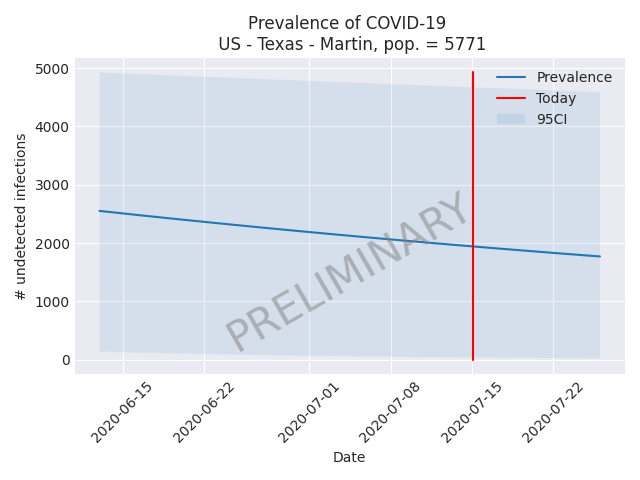 Prevalence of COVID-19
US - Texas - Martin, pop. = 5771
Prevalence
Today
95CI
# undetected infections
5000
4000
3000
2000
1000
0
PRELIMINARY
2020-06-15
2020-06-22
2020-07-01
2020-07-08
2020-07-15
2020-07-22
Date